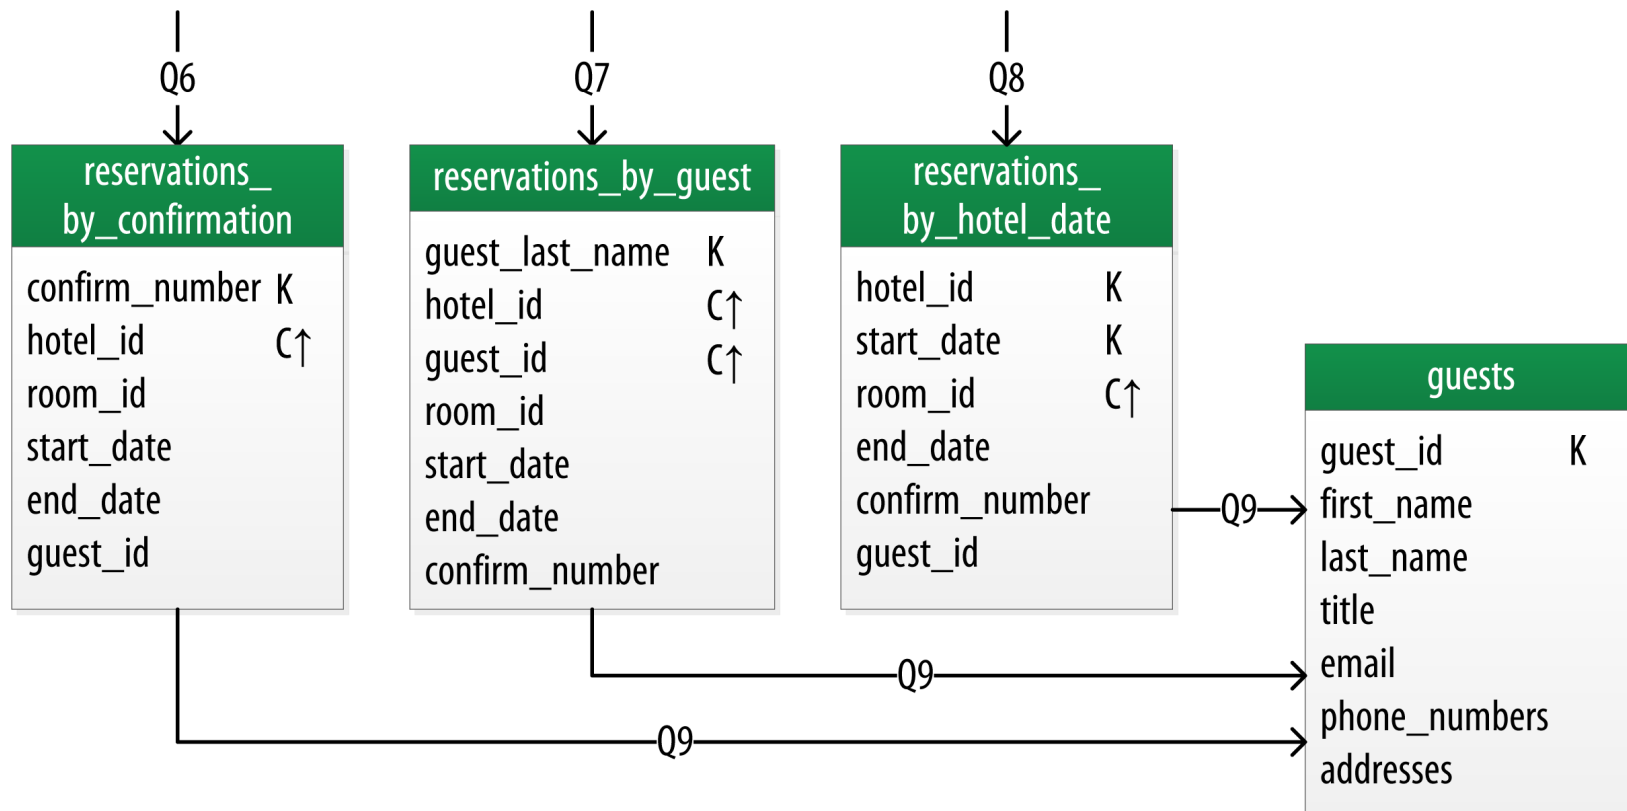 Q6
Q7
Q8
reservations_
by_confirmation
confirm_number K
hotel_id C↑
room_id
start_date
end_date
guest_id
reservations_by_guest
guest_last_name K
hotel_id C↑
guest_id C↑
room_id
start_date
end_date
confirm_number
reservations_
by_hotel_date
hotel_id K
start_date K
room_id C↑
end_date
confirm_number
guest_id
Q9
Q9
Q9
guests
guest_id K
first_name
last_name
title
email
phone_numbers
addresses